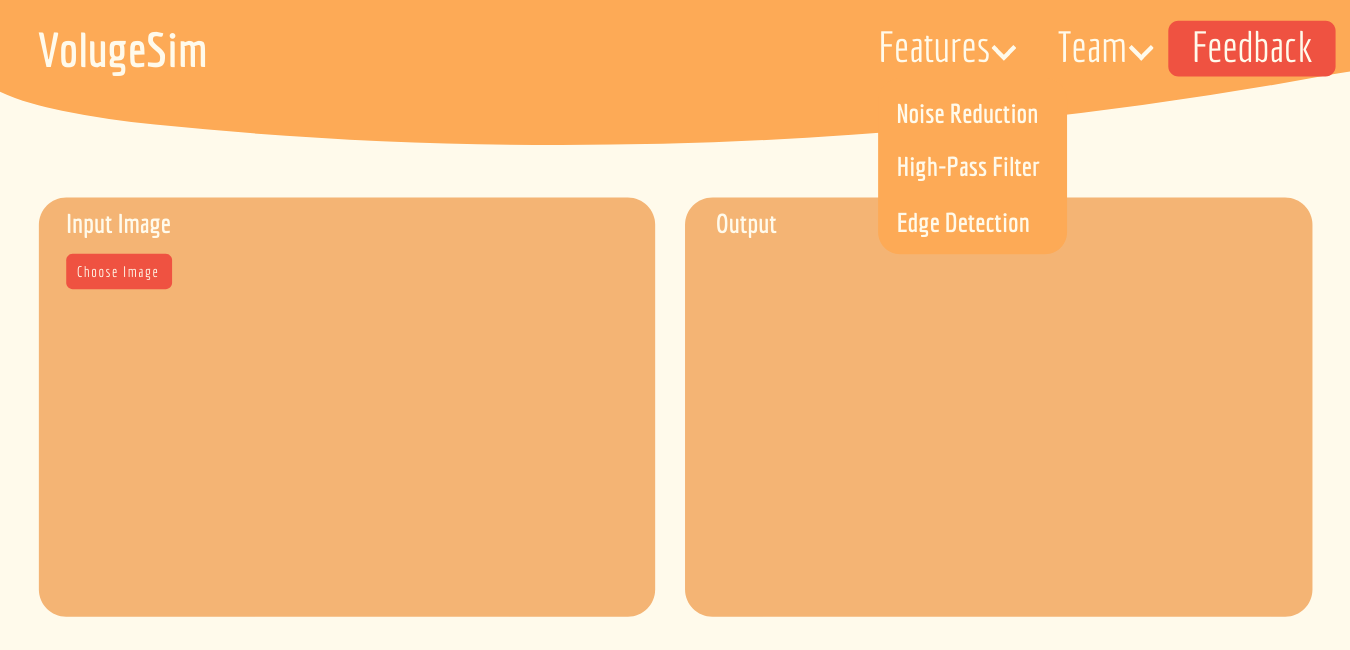 VolugeSim
Features
Team
Feedback
Noise Reduction
High-Pass Filter
Edge Detection
Input Image
Choose Image
Output